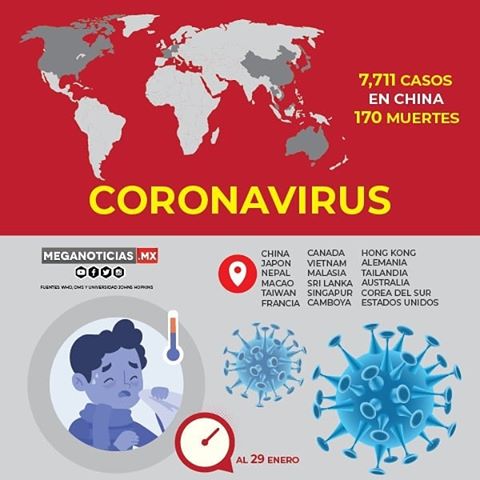 7,711 CASOS
EN CHINA
170 MUERTES
CORONAVIRUS
MEGANOTICIAS.MX
FUENTES: WHO, OMS Y UNIVERSIDAD JOHNS HOPKINS
CHINA
JAPON
NEPAL
MACAO
TAIWAN
FRANCIA
CANADA
VIETNAM
MALASIA
SRI LANKA
SINGAPUR
CAMBOYA
HONG KONG
ALEMANIA
TAILANDIA
AUSTRALIA
COREA DEL SUR
ESTADOS UNIDOS
AL 29 ENERO